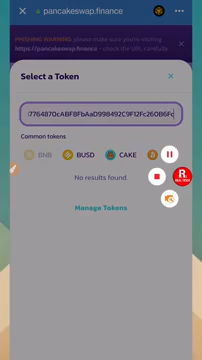 pancakeswap.finance
PHISHING WARNING: please make sure you're visiting
https://pancakeswap.finance - check the URL carefully.
Select a Token
I7764870cABFBFbAaD998492C9F12Fc26OB6Fc
Common tokens
BNB BUSD CAKE
No results found.
Manage Tokens